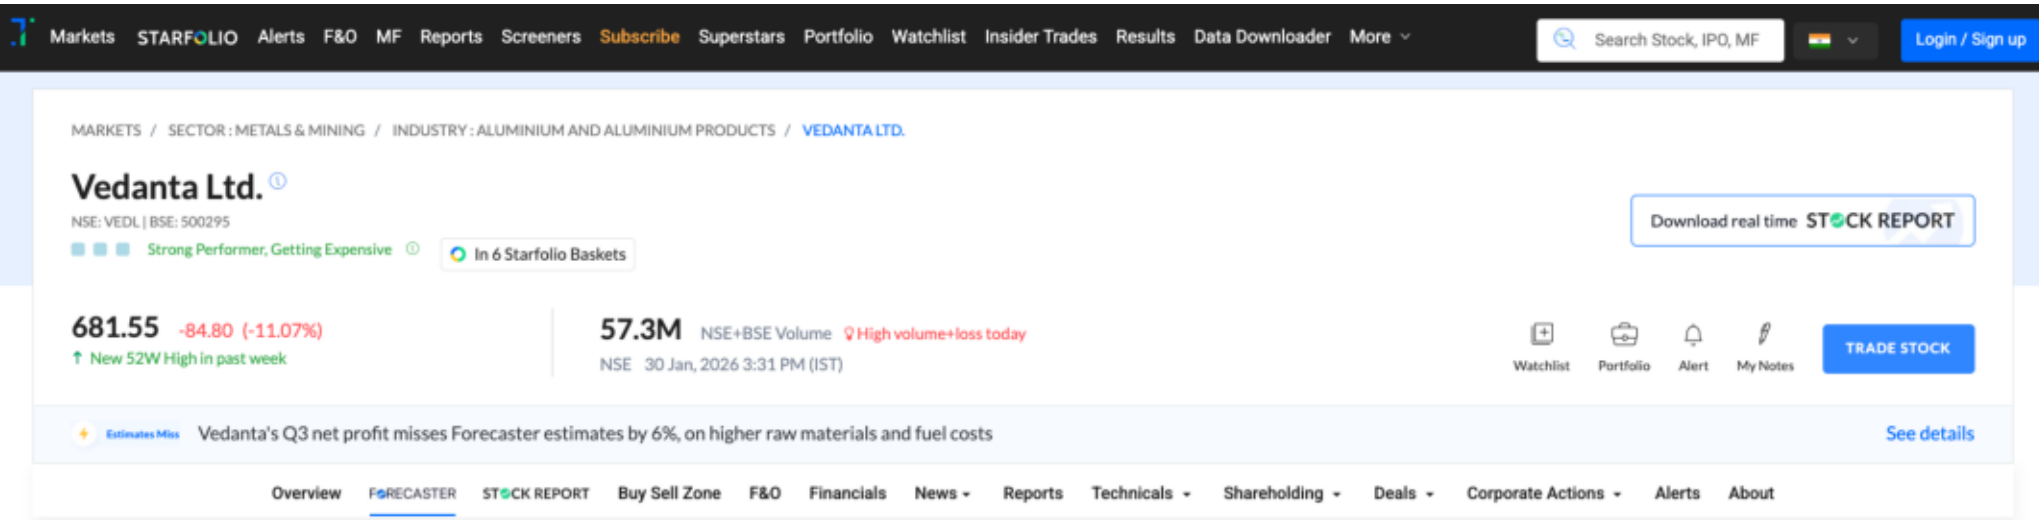 Markets STARFOLIO Alerts F&O MF Reports Screeners Subscribe Superstars Portfolio Watchlist Insider Trades Results Data Downloader More Search Stock, IPO, MF Login / Sign up
MARKETS / SECTOR : METALS & MINING / INDUSTRY : ALUMINIUM AND ALUMINIUM PRODUCTS / VEDANTA LTD.
Vedanta Ltd.
NSE: VEDL | BSE: 500295
Download real time STOCK REPORT
Strong Performer, Getting Expensive In 6 Starfolio Baskets
681.55 -84.80 (-11.07%) 57.3M NSE+BSE Volume High volume+loss today
New 52W High in past week NSE 30 Jan, 2026 3:31 PM (IST)
Watchlist Portfolio Alert My Notes TRADE STOCK
Estimates Miss Vedanta's Q3 net profit misses Forecaster estimates by 6%, on higher raw materials and fuel costs See details
Overview FORECASTER STOCK REPORT Buy Sell Zone F&O Financials News Reports Technicals Shareholding Deals Corporate Actions Alerts About